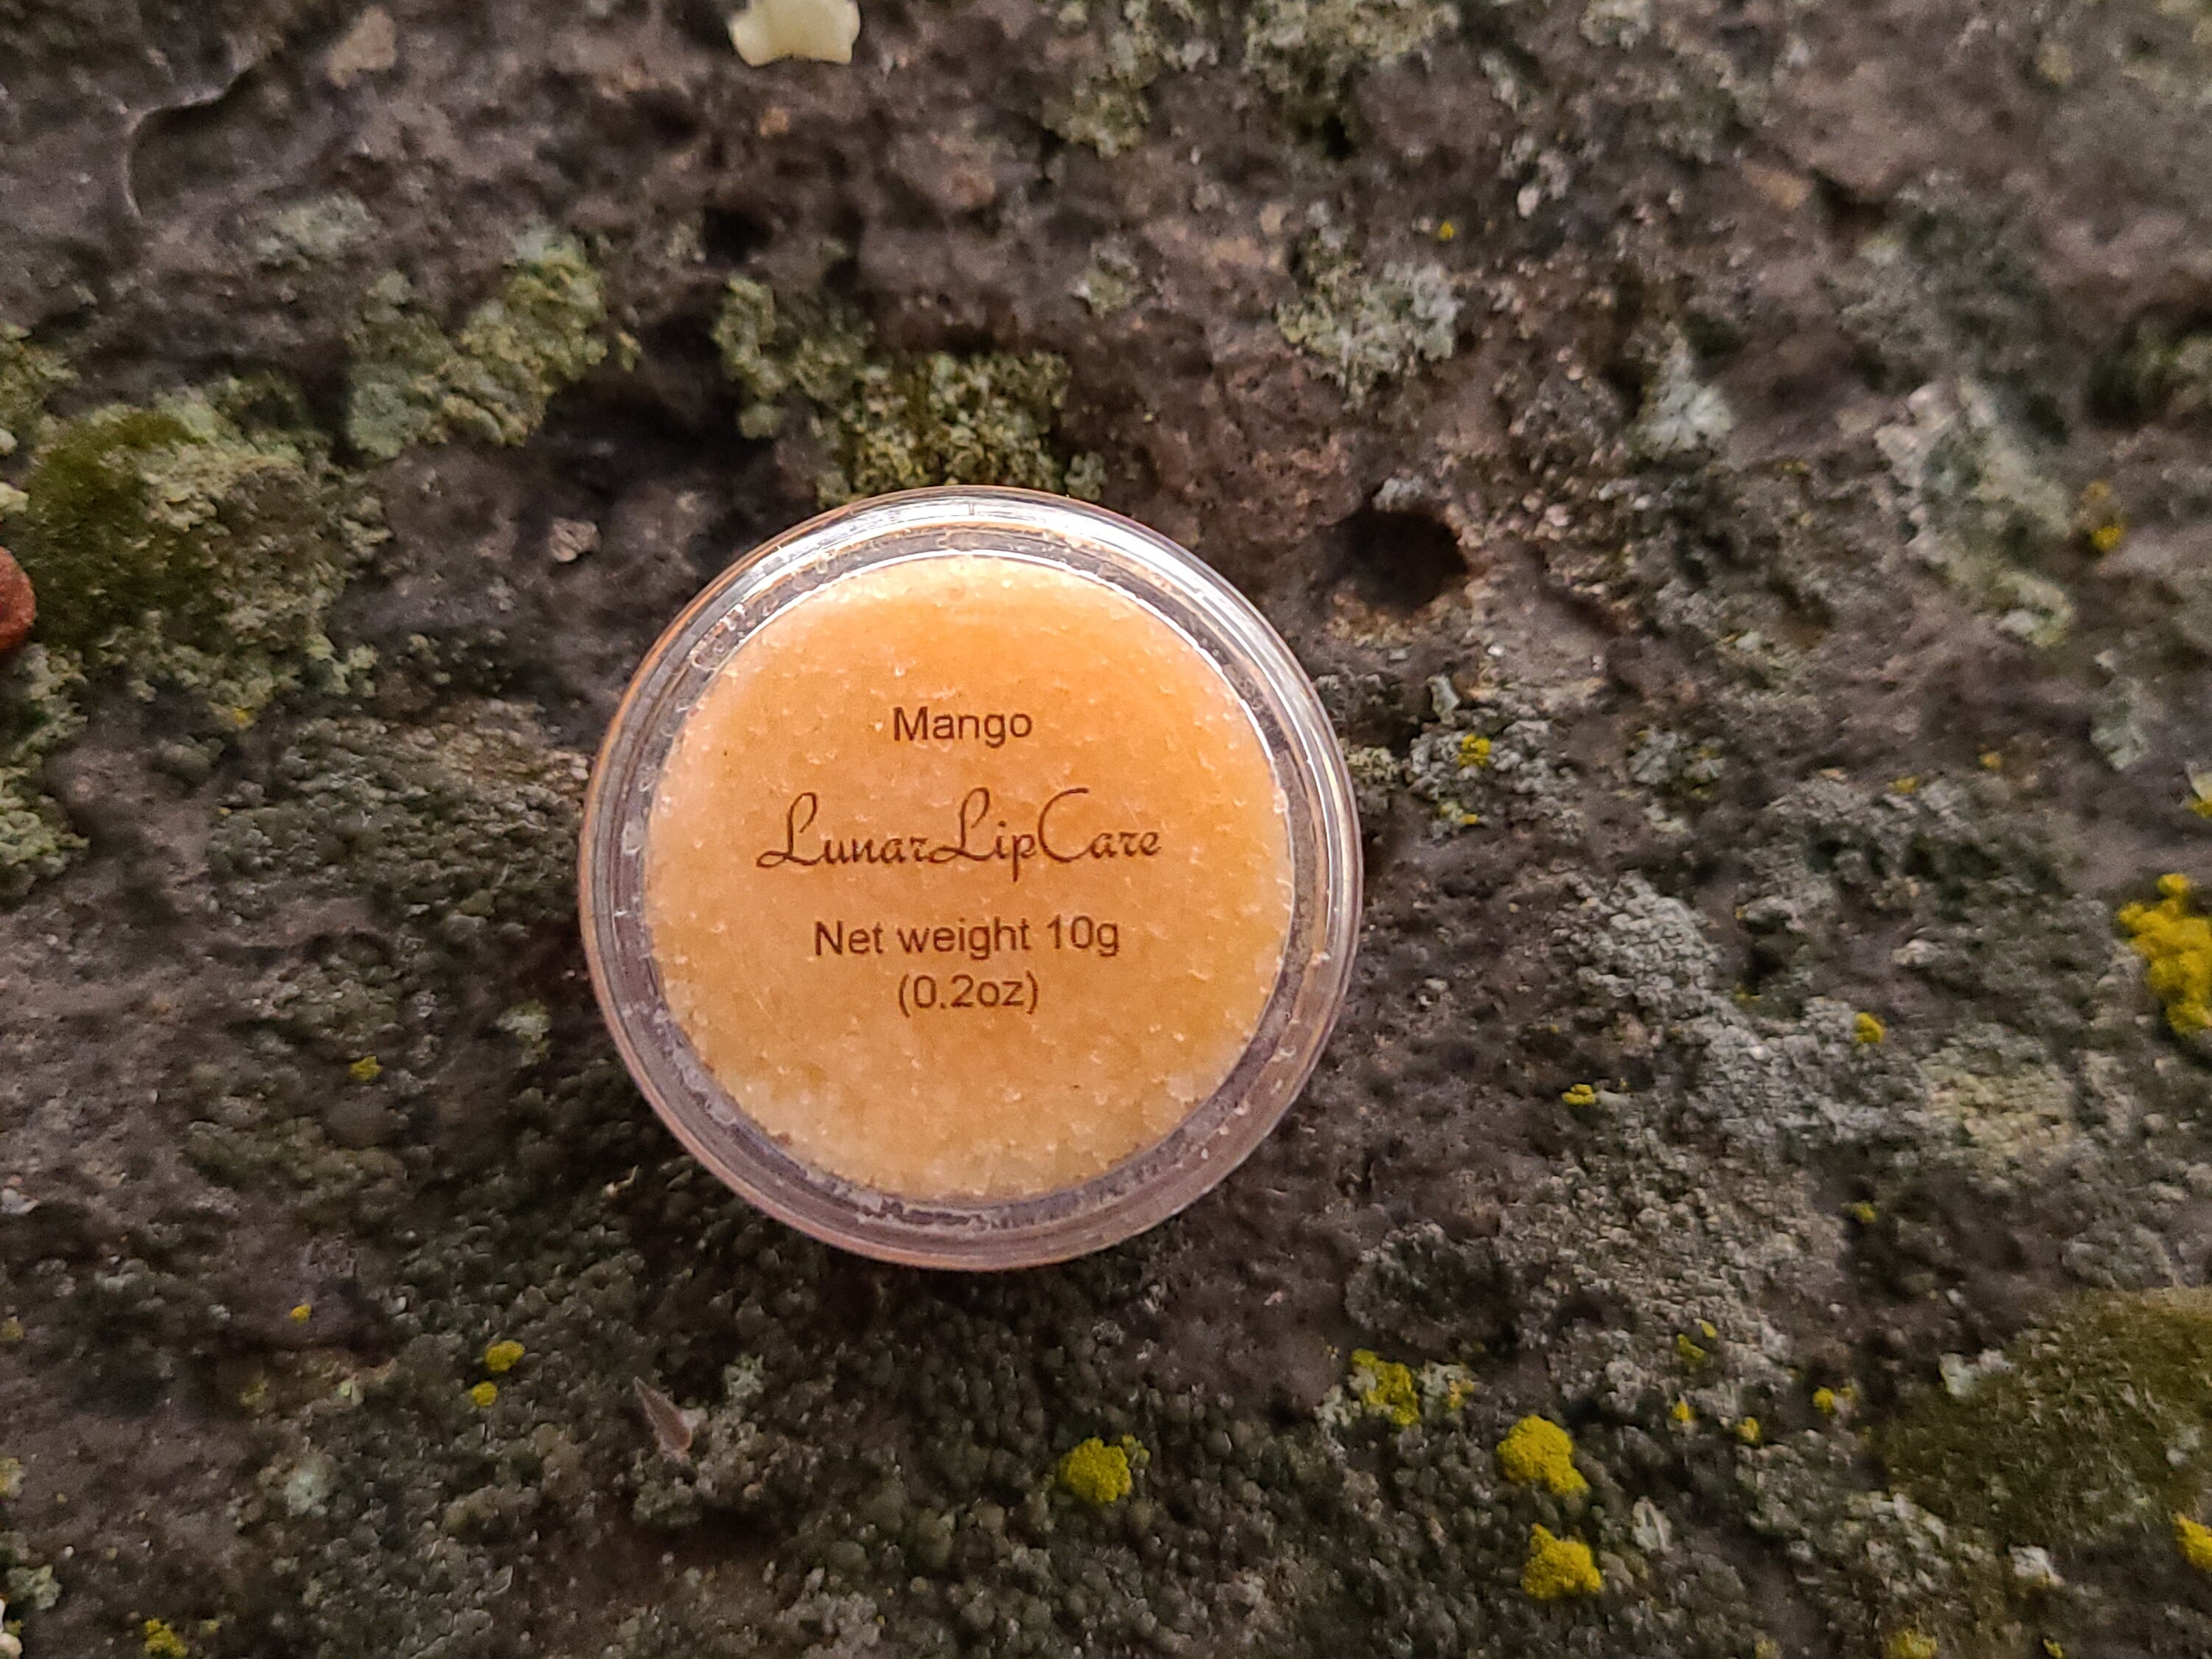 Mango
LunarLipCare
Net weight 10g
(0.2oz)